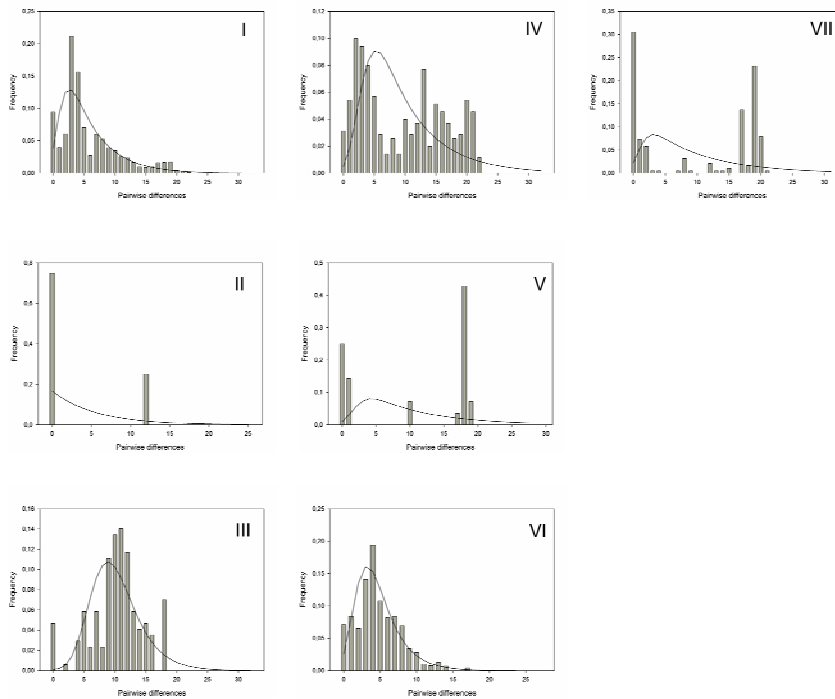 I
Frequency
0,25
0,20
0,15
0,10
0,05
0,00
0 5 10 15 20 25 30
Pairwise differences
IV
Frequency
0,12
0,10
0,08
0,06
0,04
0,02
0,00
0 5 10 15 20 25 30
Pairwise differences
VII
Frequency
0,35
0,30
0,25
0,20
0,15
0,10
0,05
0,00
0 5 10 15 20 25 30
Pairwise differences
II
Frequency
0,8
0,6
0,4
0,2
0,0
0 5 10 15 20 25
Pairwise differences
V
Frequency
0,5
0,4
0,3
0,2
0,1
0,0
0 5 10 15 20 25 30
Pairwise differences
III
Frequency
0,16
0,14
0,12
0,10
0,08
0,06
0,04
0,02
0,00
0 5 10 15 20 25 30
Pairwise differences
VI
Frequency
0,25
0,20
0,15
0,10
0,05
0,00
0 5 10 15 20 25
Pairwise differences